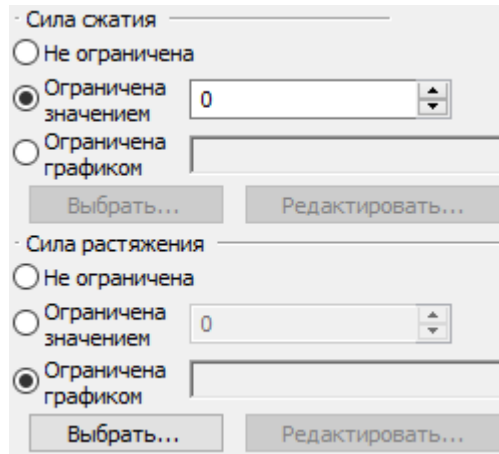 Сила сжатия
Не ограничена
Ограничена
значением
0
Ограничена
графиком
Выбрать... Редактировать...
Сила растяжения
Не ограничена
Ограничена
значением
0
Ограничена
графиком
Выбрать... Редактировать...